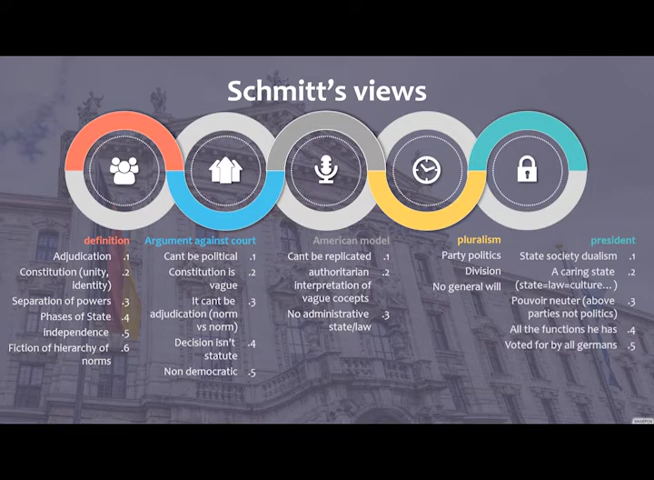 Schmitt's views
definition
Adjudication .1
Constitution (unity, .2
identity)
Separation of powers .3
Phases of State .4
independence .5
Fiction of hierarchy of .6
norms
Argument against court
Cant be political .1
Constitution is .2
vague
It cant be .3
adjudication (norm
vs norm)
Decision isn't .4
statute
Non democratic .5
American model
Cant be replicated .1
authoritarian .2
interpretation of
vague cocepts
No administrative .3
state/law
pluralism
Party politics
Division
No general will
president
State society dualism .1
A caring state .2
(state=law=culture...)
Pouvoir neuter (above .3
parties not politics)
All the functions he has .4
Voted for by all germans .5